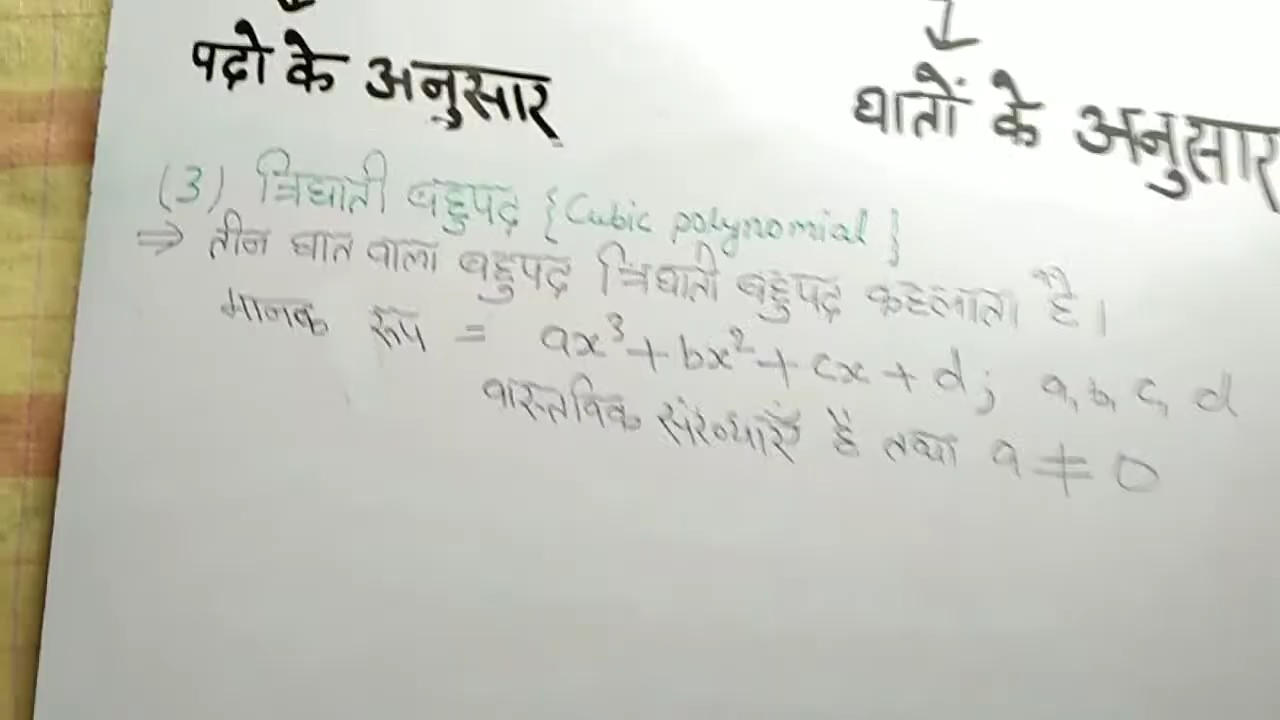 पदो के अनुसार
घातों के अनुसार
(3) त्रिघाती बहुपद {Cubic polynomial}
⇒ तीन घात वाला बहुपद त्रिघाती बहुपद कहलाता है।
मानक रूप = ax³+bx²+cx+d; a, b, c, d
वास्तविक संख्याएँ है तथा a ≠ 0